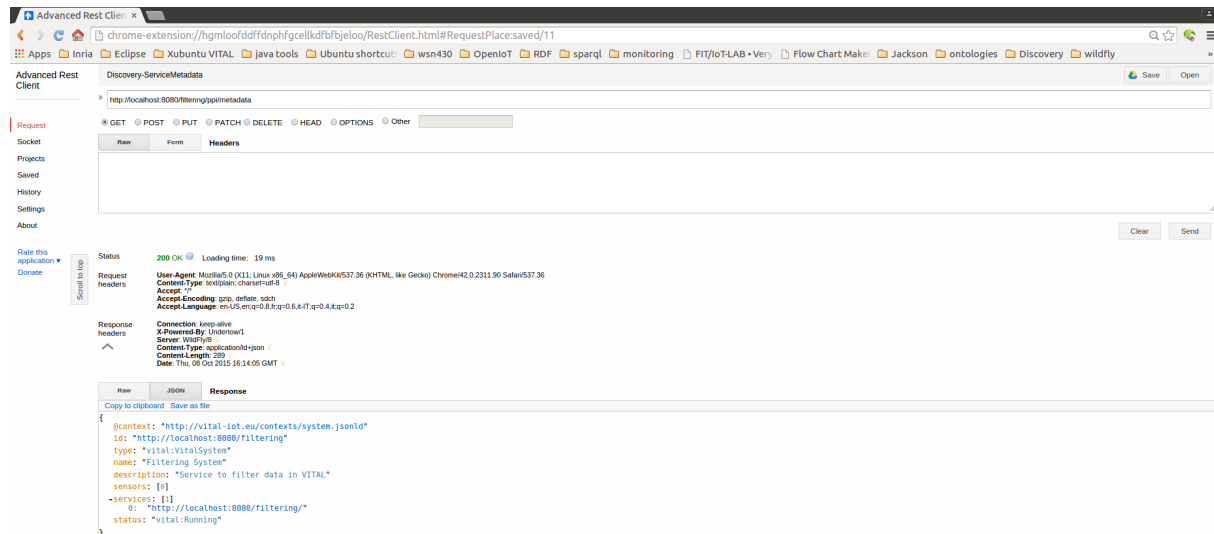 Advanced Rest Clien ×
chrome-extension://hgmloofddffdnphfgcellkdfbfbjeloo/RestClient.html#RequestPlace:saved/11
Apps Inria Eclipse Xubuntu VITAL java tools Ubuntu shortcut wsn430 OpenIoT RDF sparql monitoring FIT/IoT-LAB • Very Flow Chart Make Jackson ontologies Discovery wildfly »
Advanced Rest Client
Discovery-ServiceMetadata
Save Open
http://localhost:8080/filtering/ppi/metadata
Request
GET POST PUT PATCH DELETE HEAD OPTIONS Other
Socket
Raw Form Headers
Projects
Saved
History
Settings
About
Clear Send
Rate this application ♥
Donate
Scroll to top
Status 200 OK Loading time: 19 ms
Request headers
User-Agent: Mozilla/5.0 (X11; Linux x86_64) AppleWebKit/537.36 (KHTML, like Gecko) Chrome/42.0.2311.90 Safari/537.36
Content-Type: text/plain; charset=utf-8
Accept: */*
Accept-Encoding: gzip, deflate, sdch
Accept-Language: en-US,en;q=0.8,fr;q=0.6,it-IT;q=0.4,it;q=0.2
Response headers
Connection: keep-alive
X-Powered-By: Undertow/1
Server: WildFly/8
Content-Type: application/ld+json
Content-Length: 289
Date: Thu, 08 Oct 2015 16:14:05 GMT
Raw JSON Response
Copy to clipboard Save as file
{
@context: "http://vital-iot.eu/contexts/system.jsonld"
id: "http://localhost:8080/filtering"
type: "vital:VitalSystem"
name: "Filtering System"
description: "Service to filter data in VITAL"
sensors: [0]
-services: [1]
0: "http://localhost:8080/filtering/"
status: "vital:Running"
}